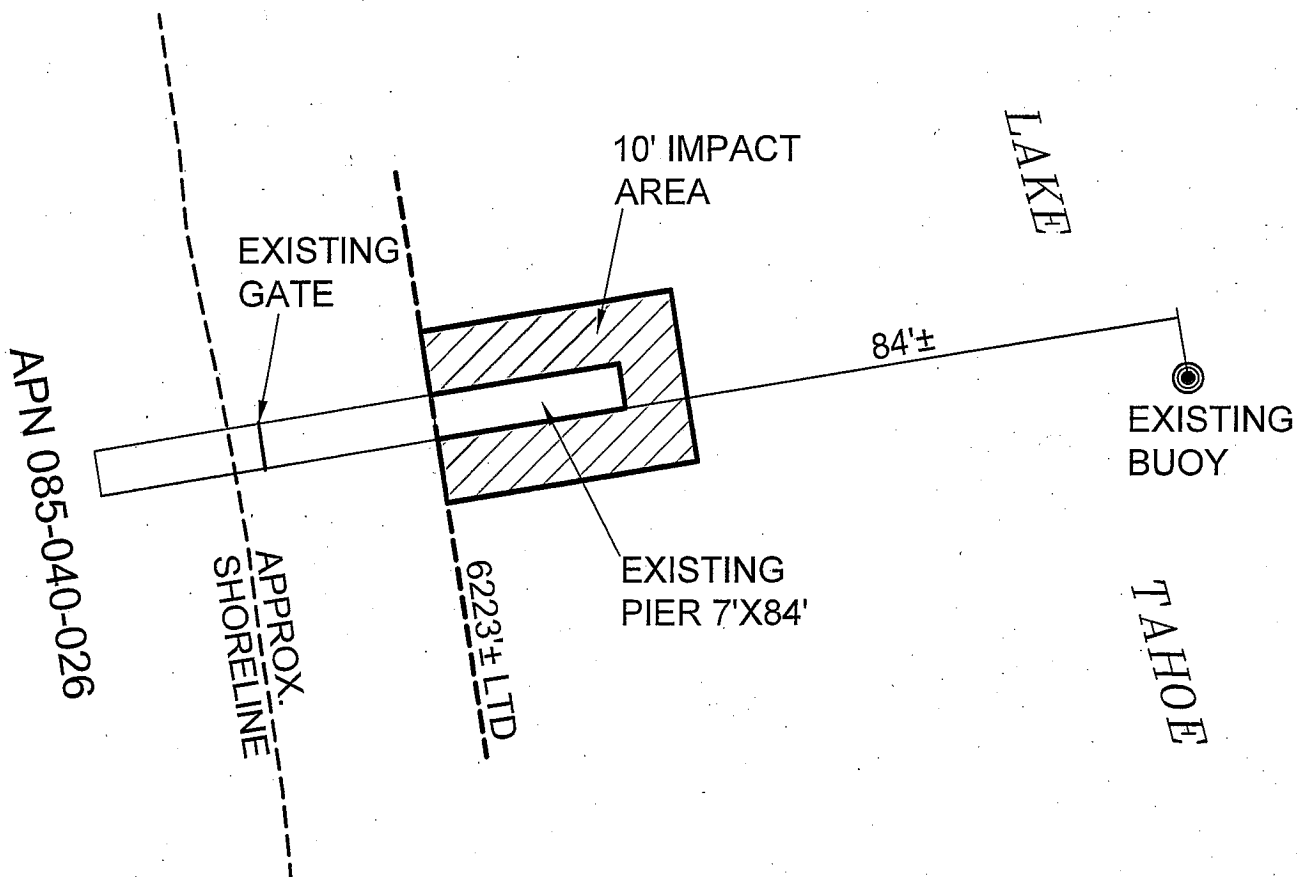 10' IMPACT
AREA
LAKE
EXISTING
GATE
84'±
APN 085-040-026
EXISTING
BUOY
APPROX.
SHORELINE
6223'± LTD
EXISTING
PIER 7'X84'
TAHOE